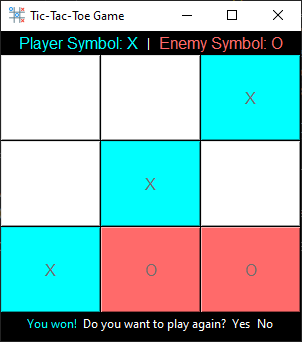 Tic-Tac-Toe Game
Player Symbol: X | Enemy Symbol: O
X
X
X O O
You won! Do you want to play again? Yes No